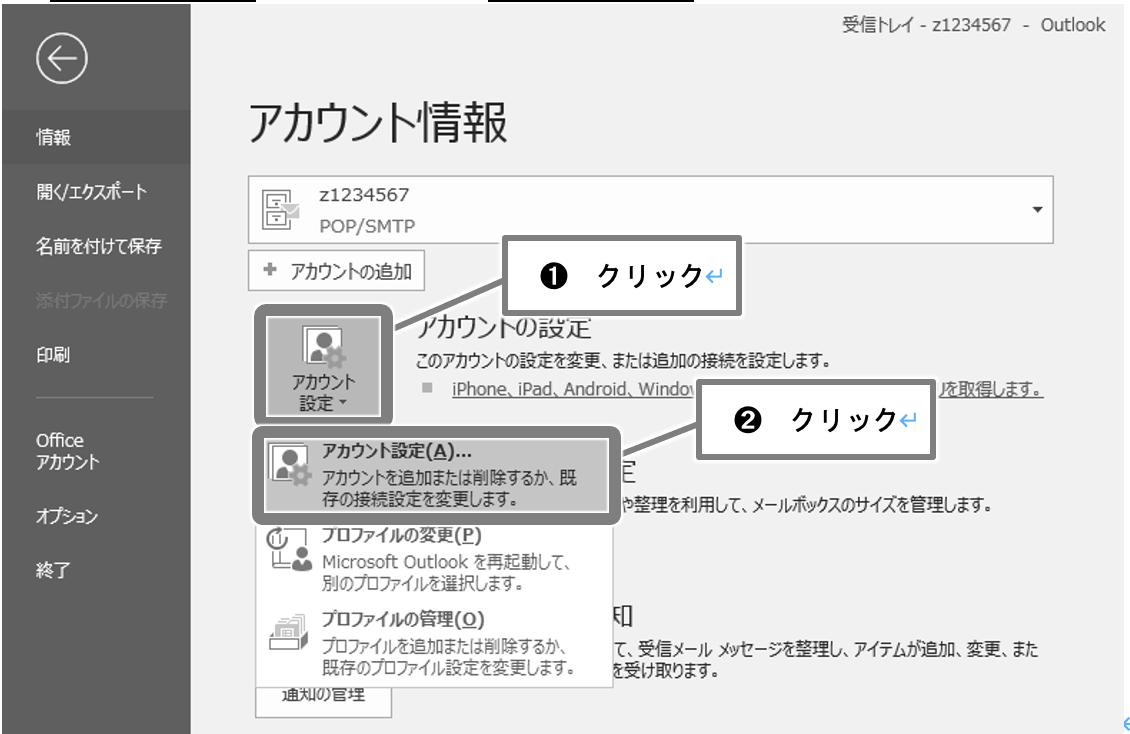 受信トレイ - z1234567 - Outlook
アカウント情報
情報
開く/エクスポート
名前を付けて保存
添付ファイルの保存
印刷
Office
アカウント
オプション
終了
z1234567
POP/SMTP
+ アカウントの追加
❶ クリック↵
アカウント
設定
アカウントの設定
このアカウントの設定を変更、または追加の接続を設定します。
iPhone、iPad、Android、Windo
を取得します。
❷ クリック↵
アカウント設定(A)...
アカウントを追加または削除するか、既
存の接続設定を変更します。
定
や整理を利用して、メールボックスのサイズを管理します。
プロファイルの変更(P)
Microsoft Outlook を再起動して、
別のプロファイルを選択します。
プロファイルの管理(O)
プロファイルを追加または削除するか、
既存のプロファイル設定を変更します。
知
て、受信メール メッセージを整理し、アイテムが追加、変更、また
を受け取ります。
通知の管理